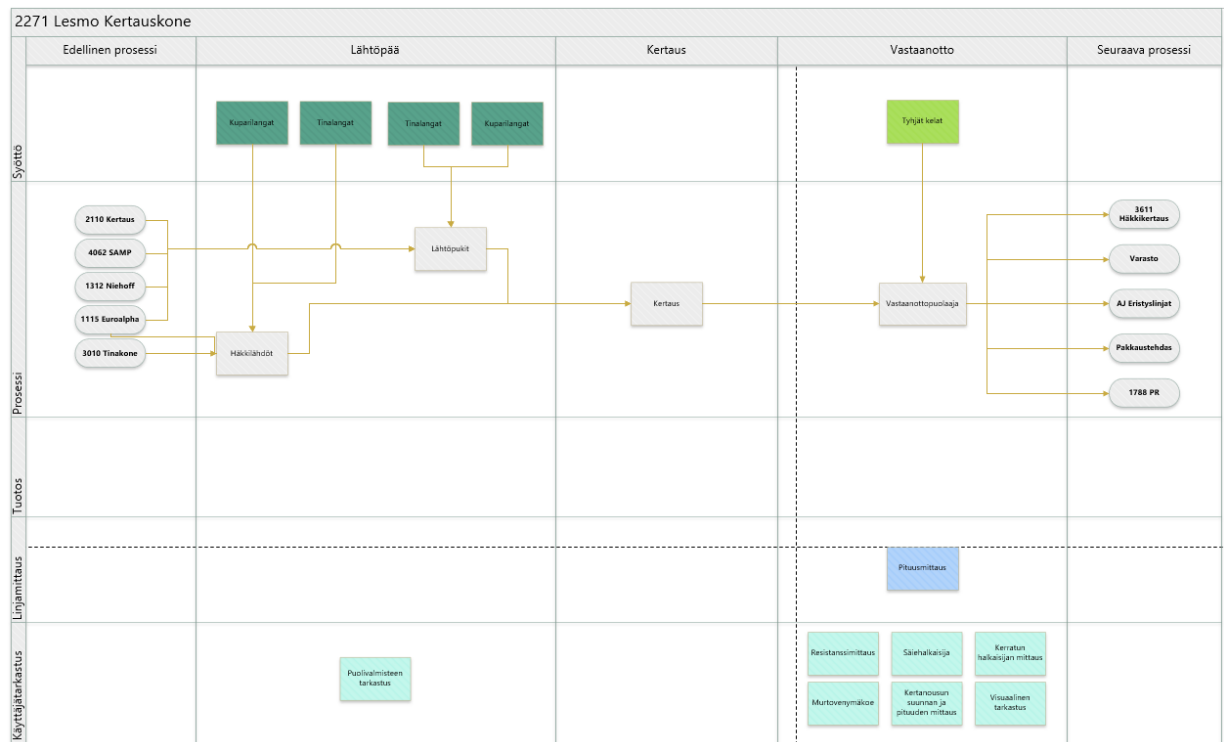 2271 Lesmo Kertauskone
Edellinen prosessi
Lähtöpää
Kertaus
Vastaanotto
Seuraava prosessi
Syöttö
Kuparilangat
Tinalangat
Tinalangat
Kuparilangat
Tyhjät kelat
Prosessi
2110 Kertaus
4062 SAMP
1312 Niehoff
1115 Euroalpha
3010 Tinakone
Lähtöpukit
Häkkilähdöt
Kertaus
Vastaanottopuolaaja
3611
Häkkikertaus
Varasto
AJ Eristyslinjat
Pakkaustehdas
1788 PR
Tuotos
Linjamittaus
Pituusmittaus
Käyttäjätarkastus
Puolivalmisteen
tarkastus
Resistanssimittaus
Säiehalkaisija
Kerratun
halkaisijan mittaus
Murtovenymäkoe
Kertanousun
suunnan ja
pituuden mittaus
Visuaalinen
tarkastus